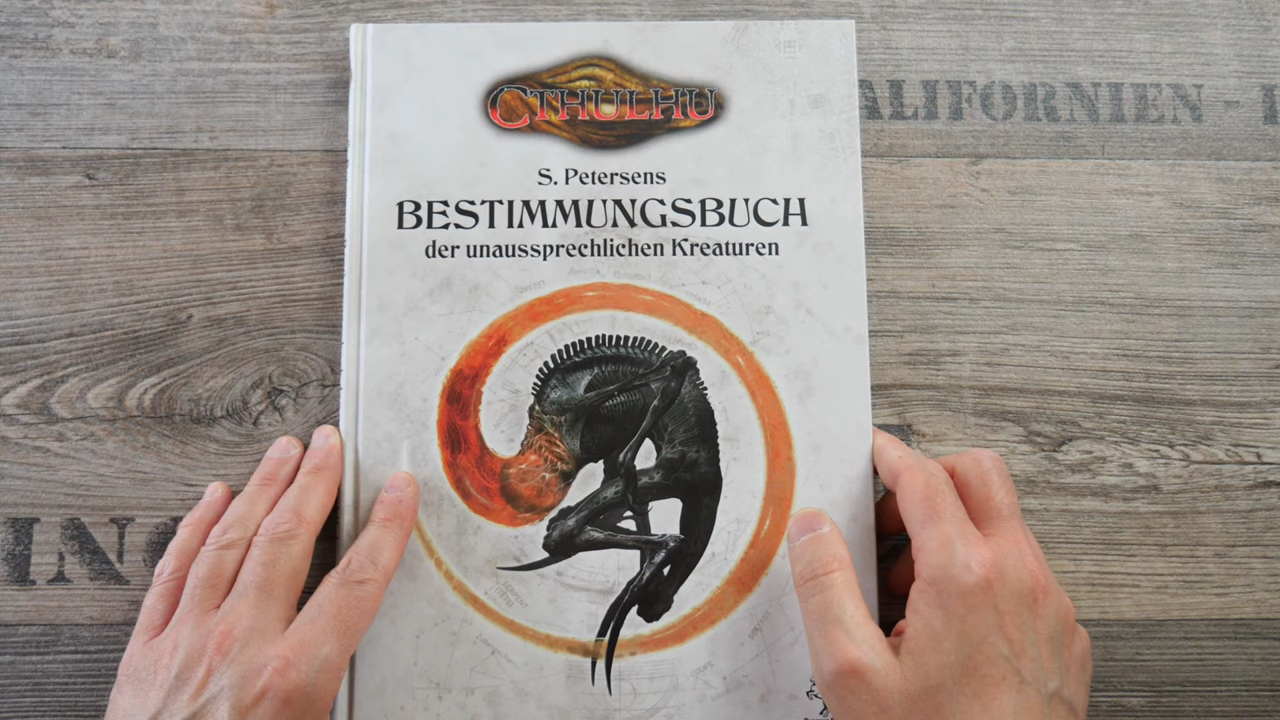 CTHULHU
S. Petersens
BESTIMMUNGSBUCH
der unaussprechlichen Kreaturen
ALIFORNIEN -